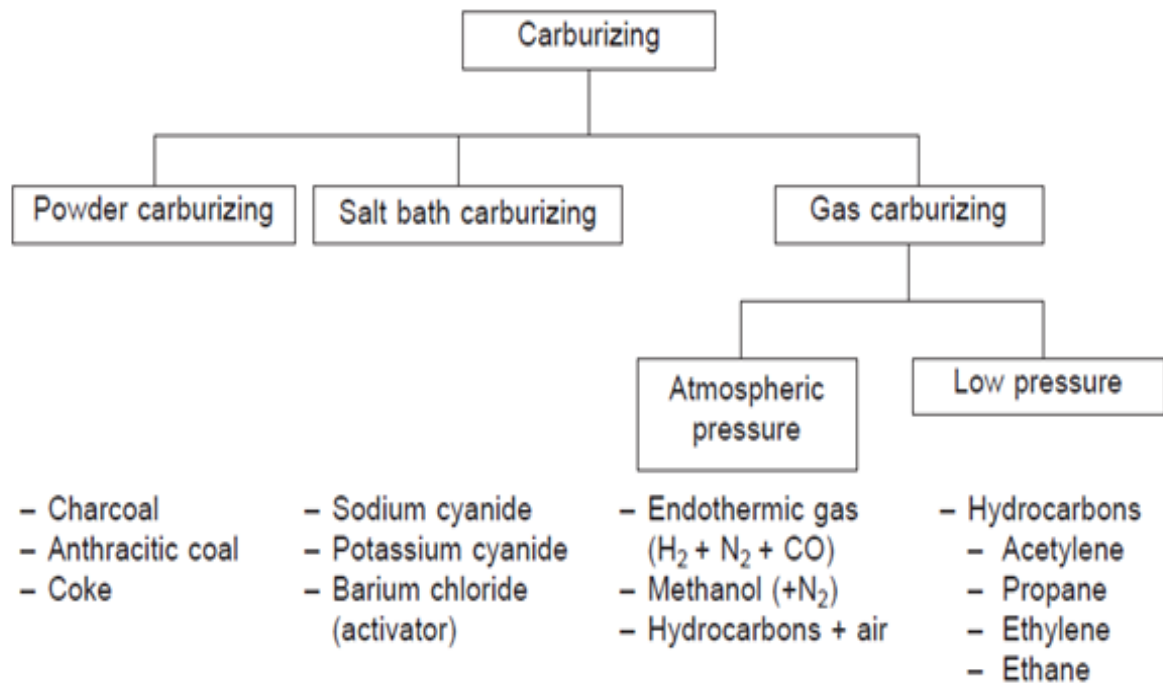 Carburizing
Powder carburizing
Salt bath carburizing
Gas carburizing
Atmospheric
pressure
Low pressure
– Charcoal
– Anthracitic coal
– Coke
– Sodium cyanide
– Potassium cyanide
– Barium chloride
(activator)
– Endothermic gas
(H₂ + N₂ + CO)
– Methanol (+N₂)
– Hydrocarbons + air
– Hydrocarbons
– Acetylene
– Propane
– Ethylene
– Ethane